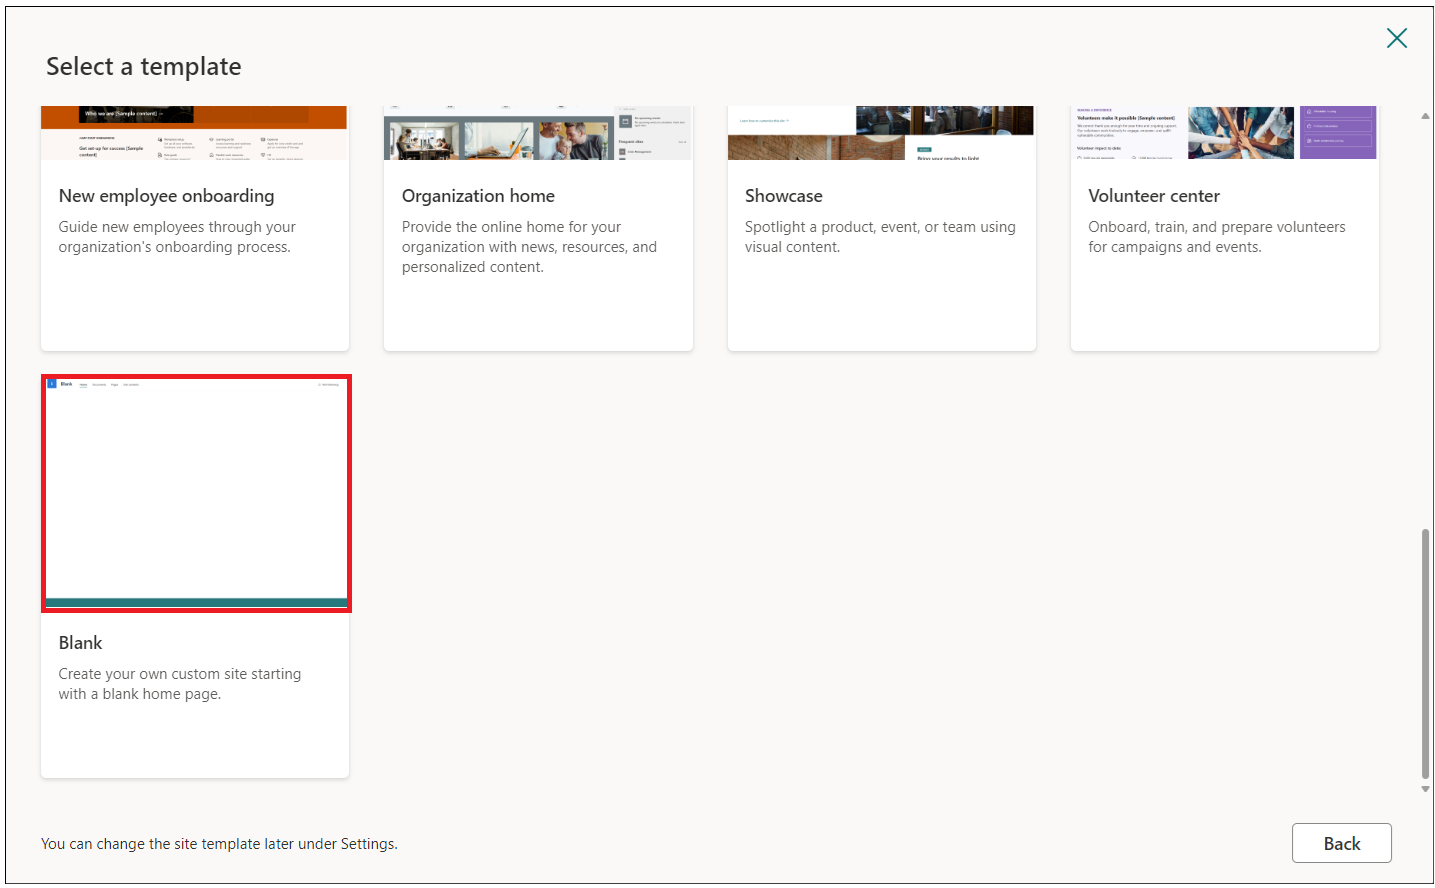 Select a template
Who we are [Sample content]
Get set-up for success [Sample
content]
Bring your results to light
Volunteers make it possible [Sample content]
Volunteer impact to date:
New employee onboarding
Guide new employees through your
organization's onboarding process.
Organization home
Provide the online home for your
organization with news, resources, and
personalized content.
Showcase
Spotlight a product, event, or team using
visual content.
Volunteer center
Onboard, train, and prepare volunteers
for campaigns and events.
Blank
Blank
Create your own custom site starting
with a blank home page.
You can change the site template later under Settings.
Back